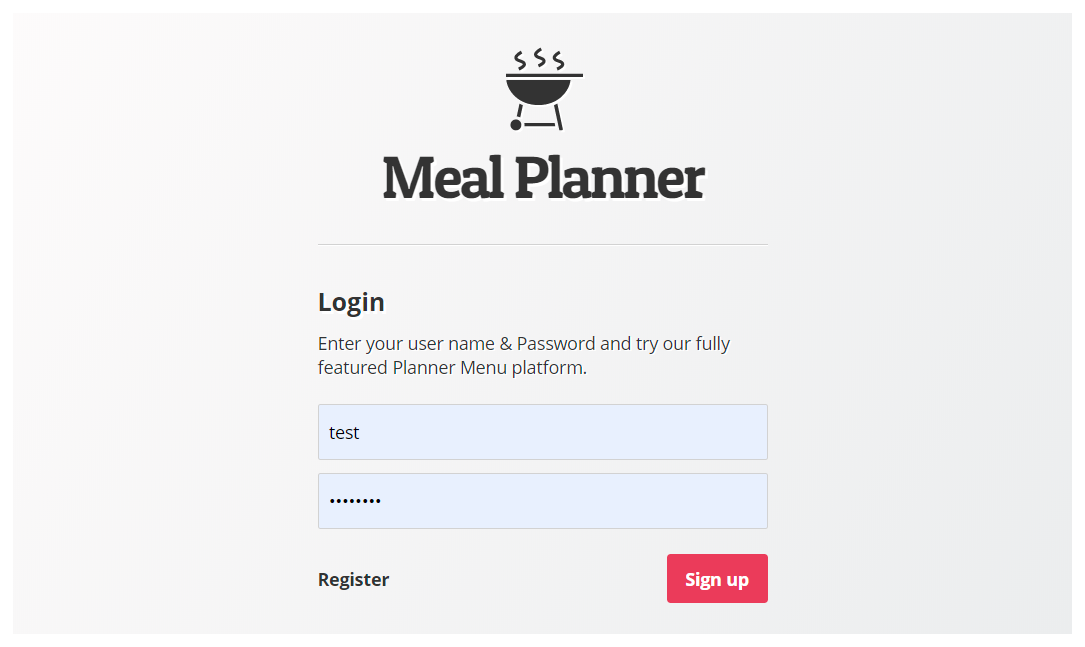 Meal Planner
Login
Enter your user name & Password and try our fully
featured Planner Menu platform.
test
••••••••
Register
Sign up